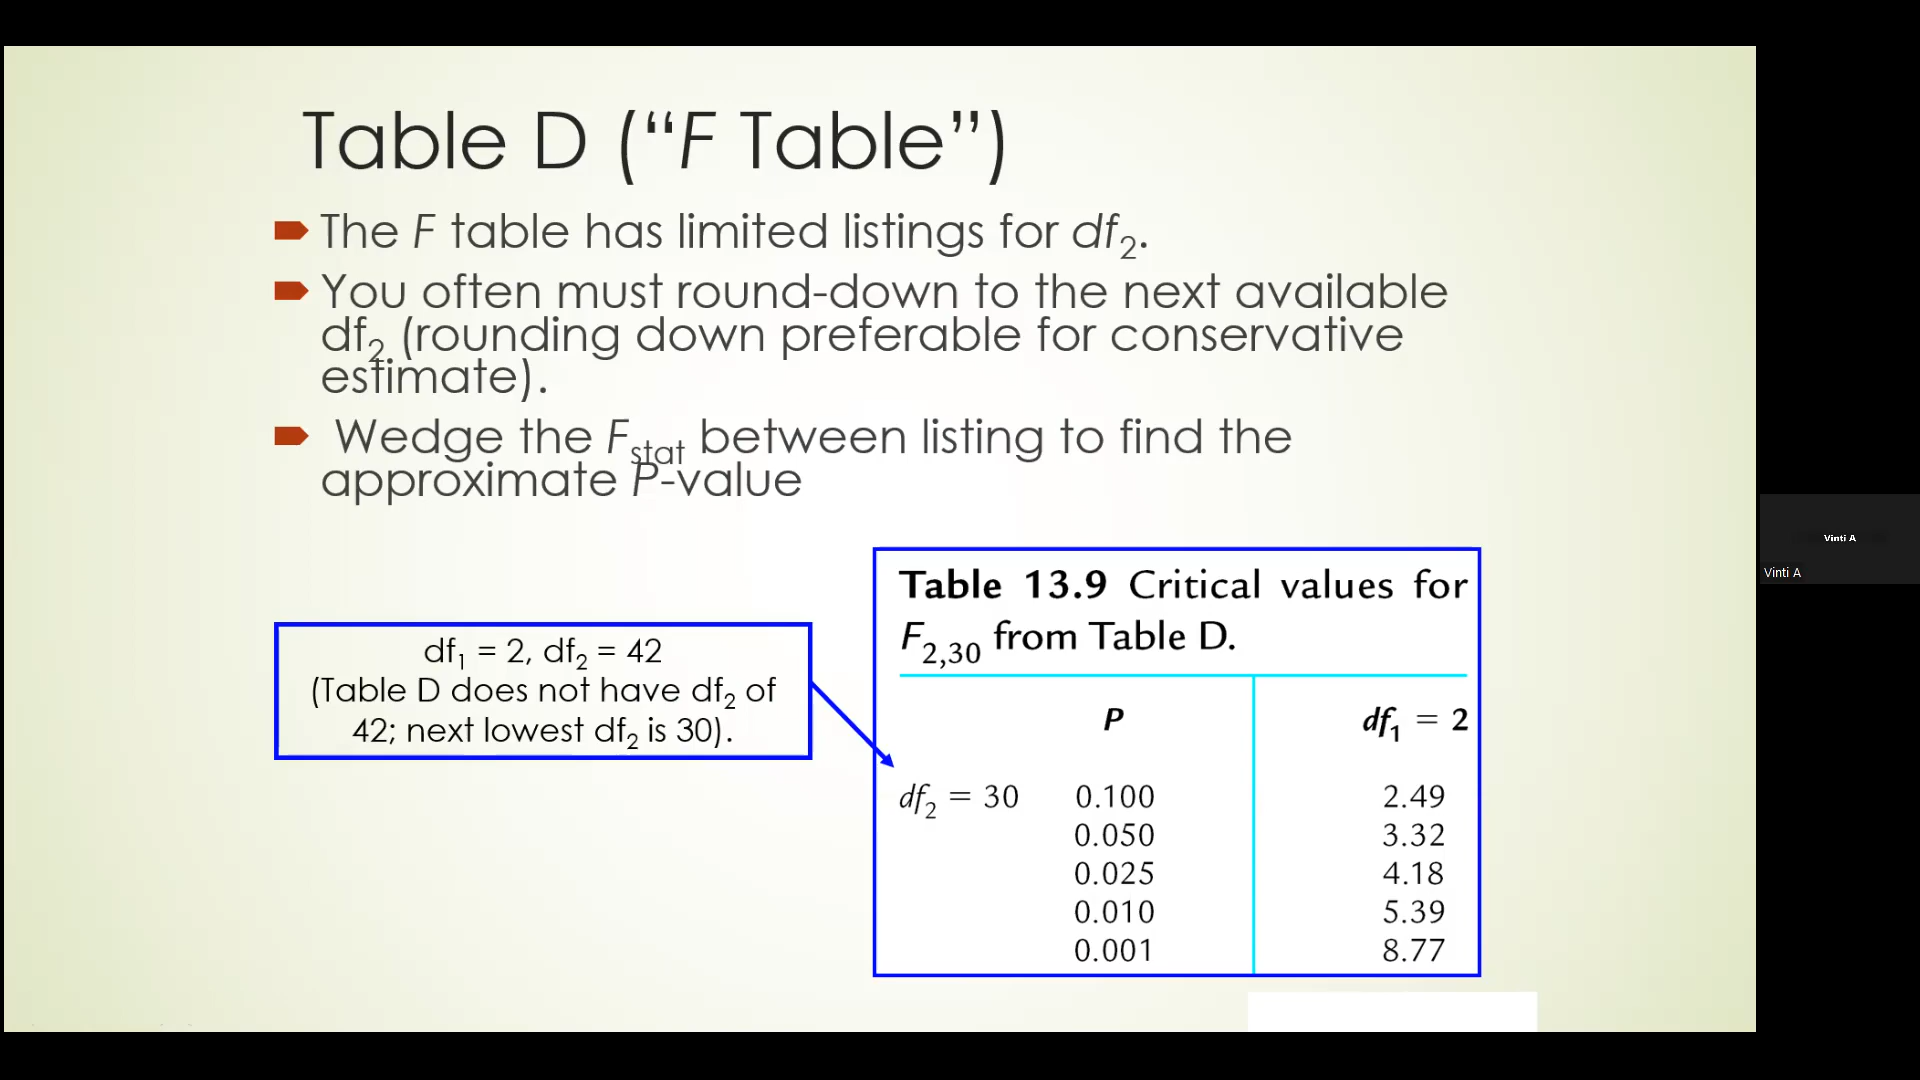 Table D (“F Table”)
The F table has limited listings for df2.
You often must round-down to the next available
df2 (rounding down preferable for conservative
estimate).
Wedge the Fstat between listing to find the
approximate P-value
df1 = 2, df2 = 42
(Table D does not have df2 of
42; next lowest df2 is 30).
Table 13.9 Critical values for
F2,30 from Table D.
P df1 = 2
df2 = 30 0.100 2.49
0.050 3.32
0.025 4.18
0.010 5.39
0.001 8.77
Vinti A
Vinti A